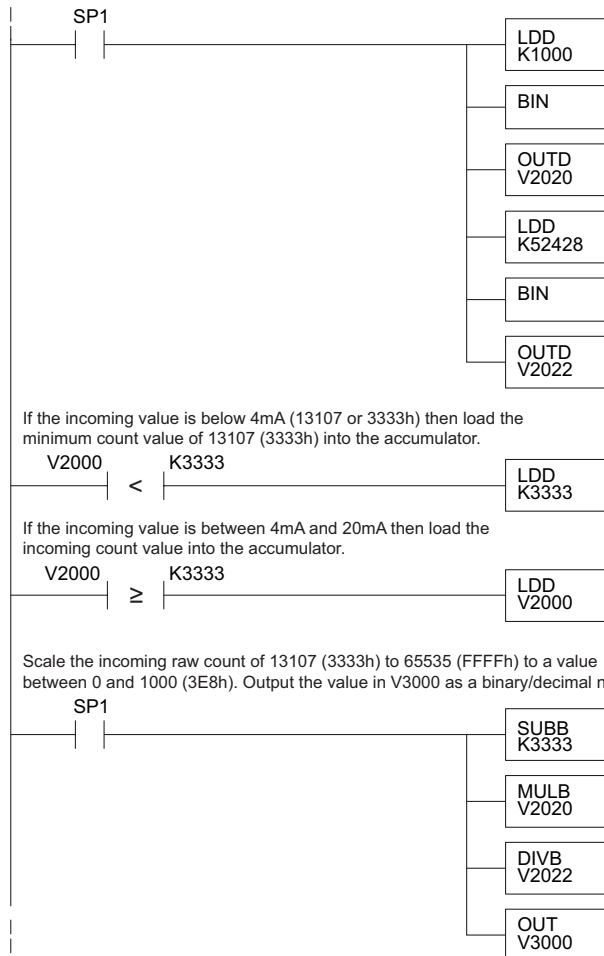 SP1
LDD
K1000
BIN
OUTD
V2020
LDD
K52428
BIN
OUTD
V2022
If the incoming value is below 4mA (13107 or 3333h) then load the
minimum count value of 13107 (3333h) into the accumulator.
V2000 < K3333
LDD
K3333
If the incoming value is between 4mA and 20mA then load the
incoming count value into the accumulator.
V2000 ≥ K3333
LDD
V2000
Scale the incoming raw count of 13107 (3333h) to 65535 (FFFFh) to a value
between 0 and 1000 (3E8h). Output the value in V3000 as a binary/decimal
SP1
SUBB
K3333
MULB
V2020
DIVB
V2022
OUT
V3000